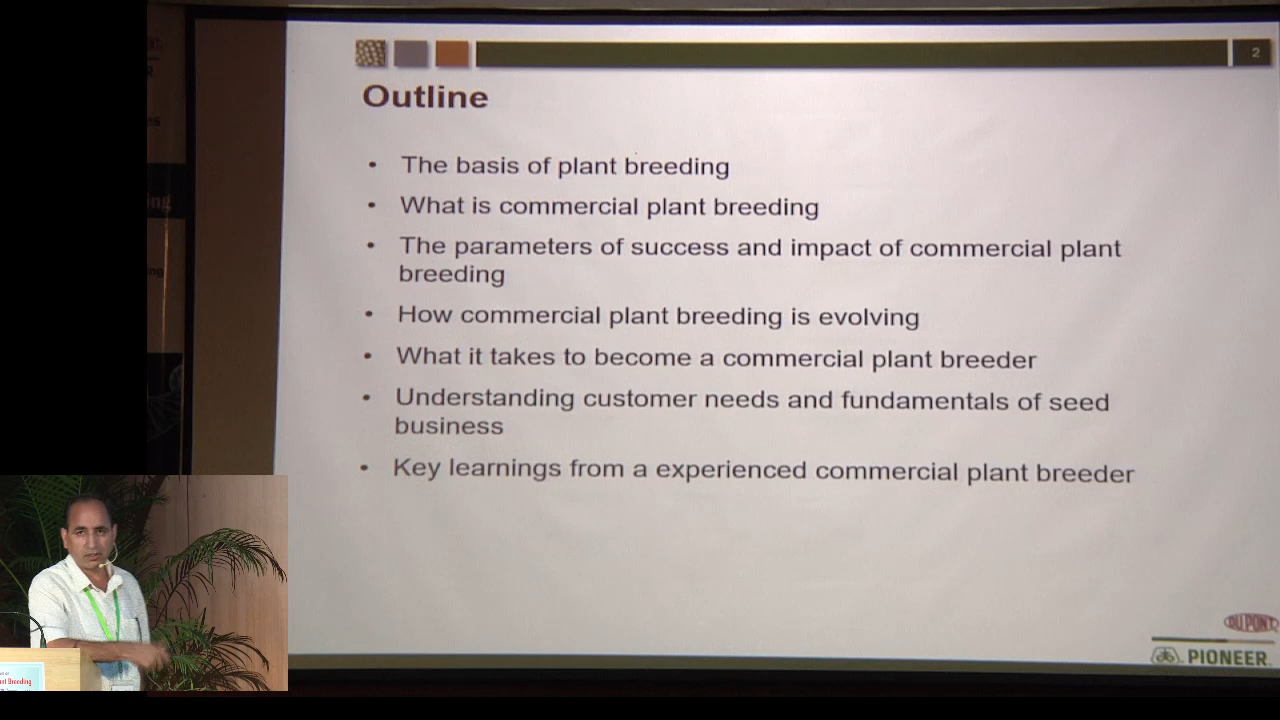 2
Outline
• The basis of plant breeding
• What is commercial plant breeding
• The parameters of success and impact of commercial plant
breeding
• How commercial plant breeding is evolving
• What it takes to become a commercial plant breeder
• Understanding customer needs and fundamentals of seed
business
• Key learnings from a experienced commercial plant breeder
DUPONT
PIONEER
Breeding